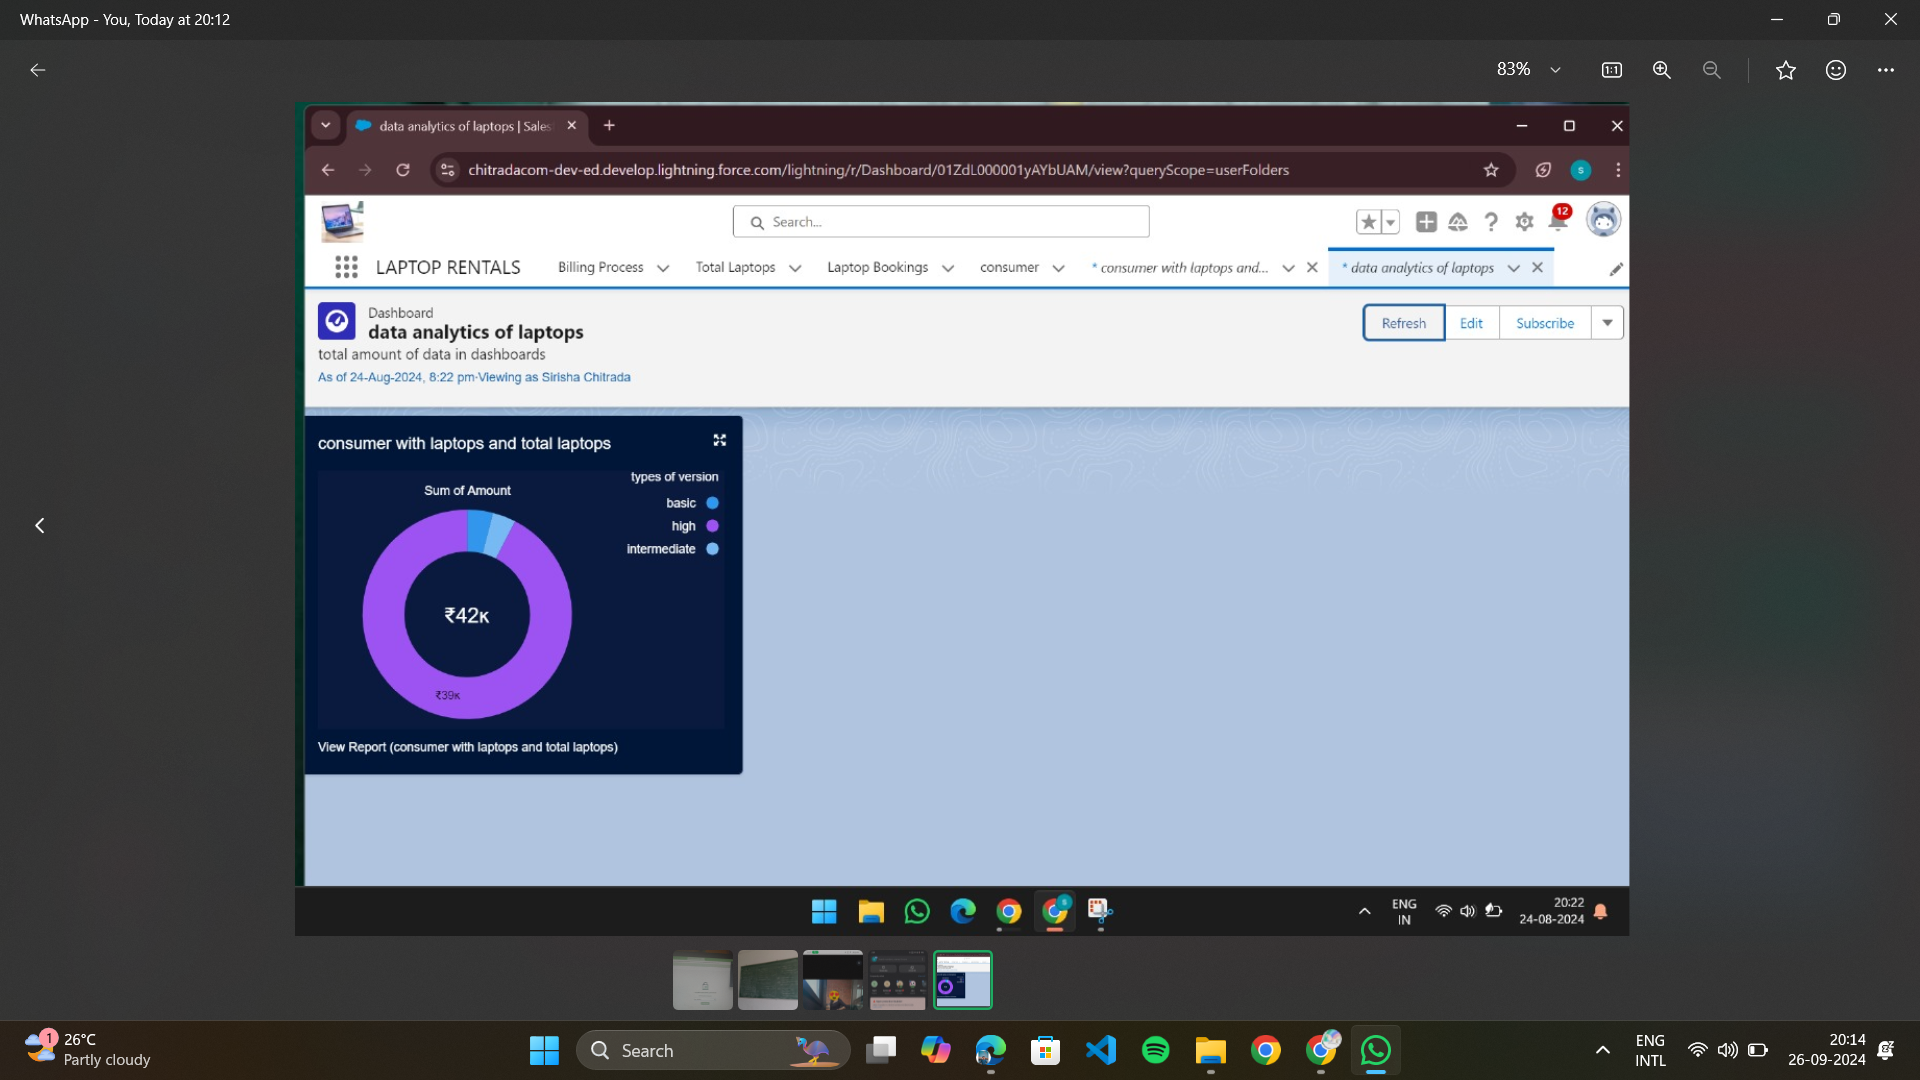 WhatsApp - You, Today at 20:12
83%
1:1
data analytics of laptops | Sales
chitradacom-dev-ed.develop.lightning.force.com/lightning/r/Dashboard/01ZdL000001yAYbUAM/view?queryScope=userFolders
S
Search...
12
LAPTOP RENTALS
Billing Process
Total Laptops
Laptop Bookings
consumer
* consumer with laptops and...
* data analytics of laptops
Dashboard
data analytics of laptops
total amount of data in dashboards
As of 24-Aug-2024, 8:22 pm·Viewing as Sirisha Chitrada
Refresh
Edit
Subscribe
consumer with laptops and total laptops
types of version
Sum of Amount
basic
high
intermediate
₹42K
₹39K
View Report (consumer with laptops and total laptops)
ENG
IN
20:22
24-08-2024
1
26°C
Partly cloudy
Search
ENG
INTL
20:14
26-09-2024